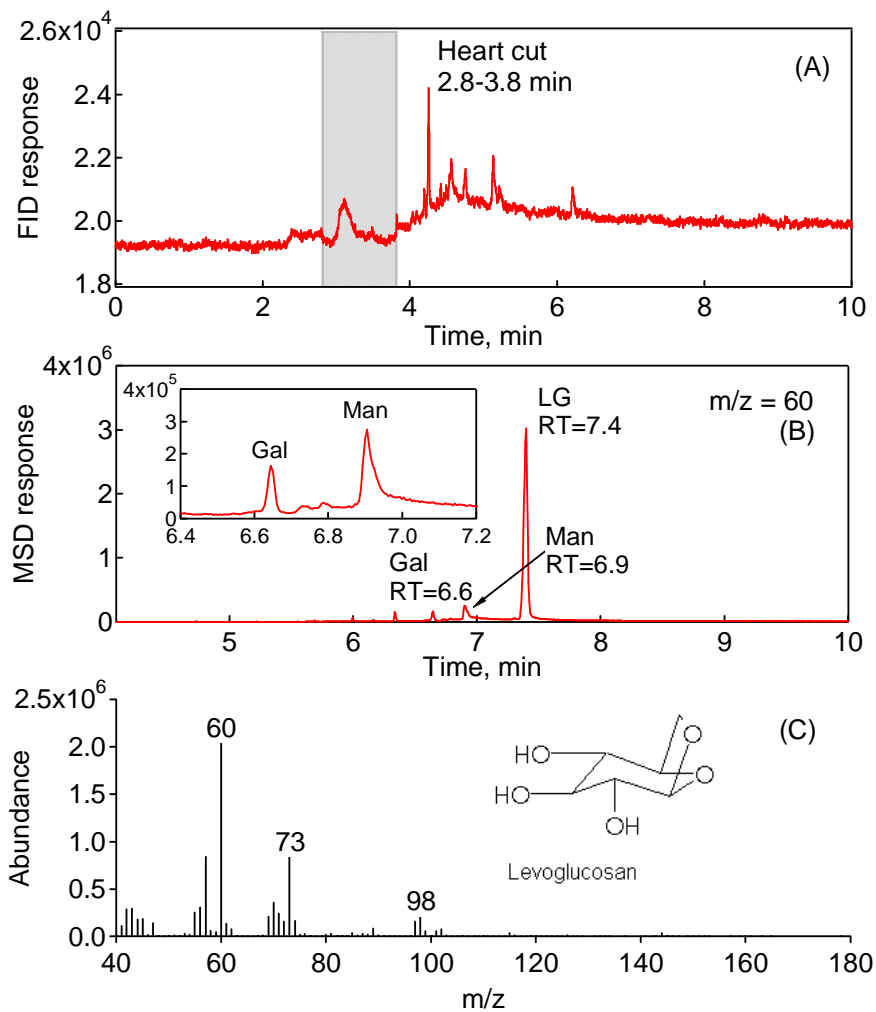 2.6x10⁴
2.4
2.2
2.0
1.8
FID response
Heart cut
2.8-3.8 min
(A)
0 2 4 6 8 10
Time, min
4x10⁶
3
2
1
0
MSD response
4x10⁵
3
2
1
0
Gal
Man
6.4 6.6 6.8 7.0 7.2
LG
RT=7.4
m/z = 60
(B)
Gal
RT=6.6
Man
RT=6.9
5 6 7 8 9 10
Time, min
2.5x10⁶
2.0
1.5
1.0
0.5
0.0
Abundance
60
73
98
(C)
O
HO
O
HO
OH
Levoglucosan
40 60 80 100 120 140 160 180
m/z